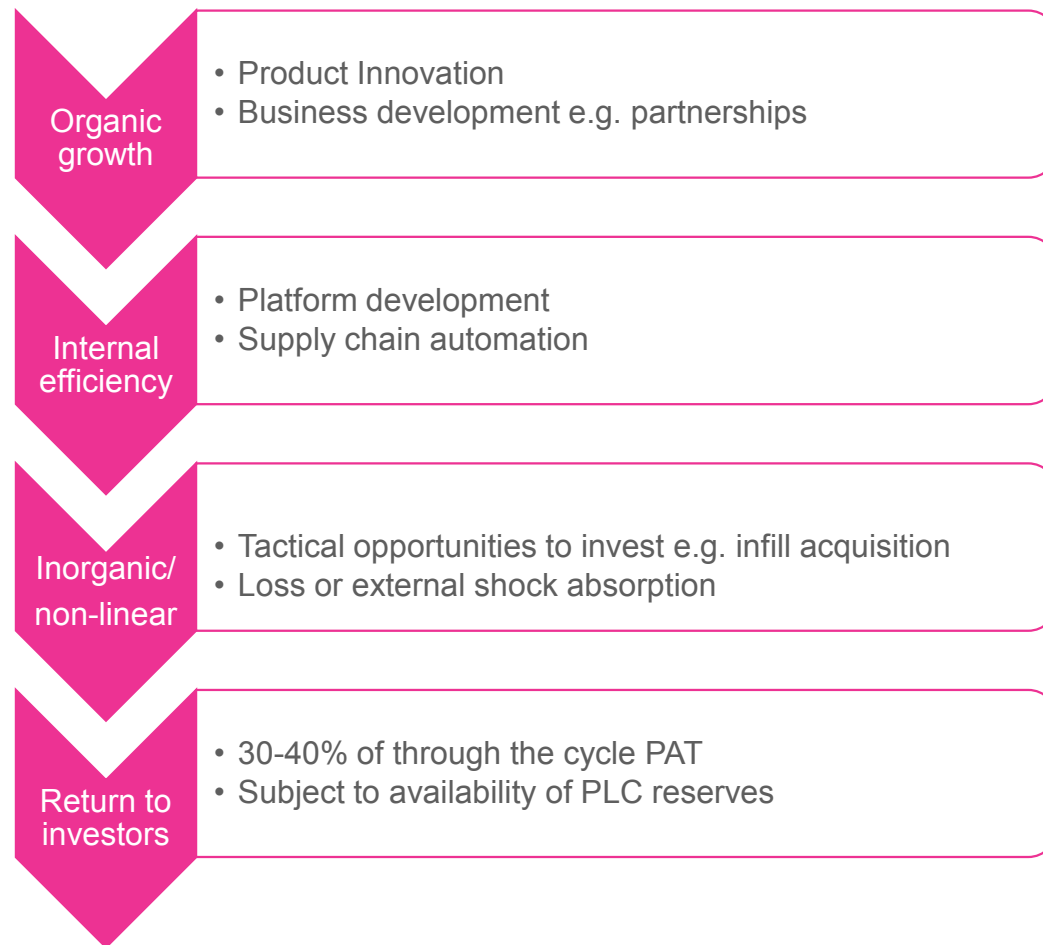 Organic
growth
• Product Innovation
• Business development e.g. partnerships
Internal
efficiency
• Platform development
• Supply chain automation
Inorganic/
non-linear
• Tactical opportunities to invest e.g. infill acquisition
• Loss or external shock absorption
Return to
investors
• 30-40% of through the cycle PAT
• Subject to availability of PLC reserves